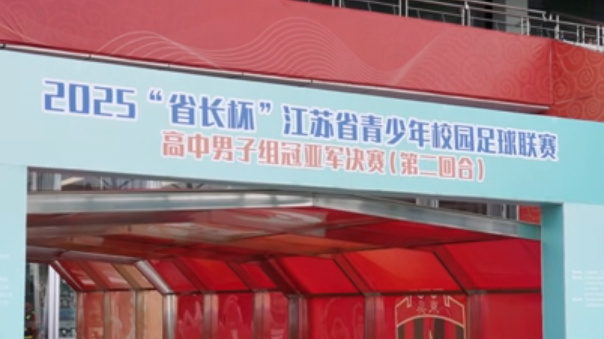 2025“省长杯”江苏省青少年校园足球联赛
高中男子组冠亚军决赛（第二回合）